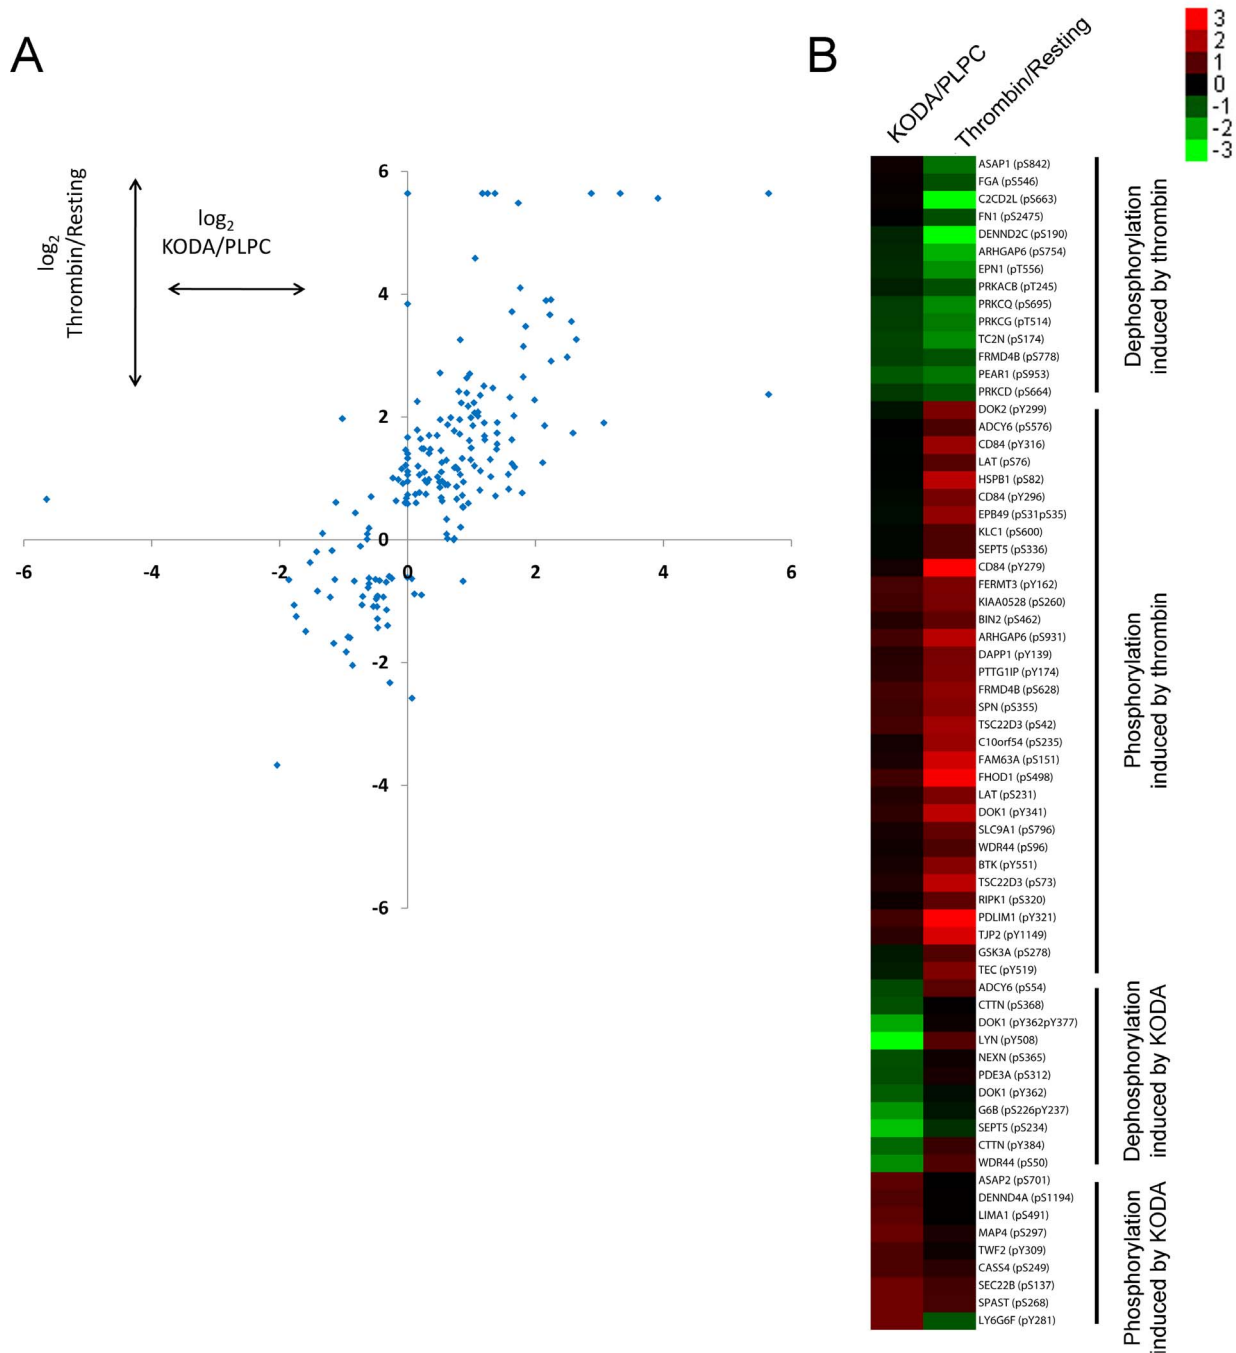 A
log2
Thrombin/Resting
log2
KODA/PLPC
6
4
2
0
-6
-4
-2
0
2
4
6
-2
-4
-6
B
KODA/PLPC
Thrombin/Resting
3
2
1
0
-1
-2
-3
ASAP1 (pS842)
FGA (pS546)
C2CD2L (pS663)
FN1 (pS2475)
DENND2C (pS190)
ARHGAP6 (pS754)
EPN1 (pT556)
PRKACB (pT245)
PRKCQ (pS695)
PRKCG (pT514)
TC2N (pS174)
FRMD4B (pS778)
PEAR1 (pS953)
PRKCD (pS664)
Dephosphorylation
induced by thrombin
DOK2 (pY299)
ADCY6 (pS576)
CD84 (pY316)
LAT (pS76)
HSPB1 (pS82)
CD84 (pY296)
EPB49 (pS31pS35)
KLC1 (pS600)
SEPT5 (pS336)
CD84 (pY279)
FERMT3 (pY162)
KIAA0528 (pS260)
BIN2 (pS462)
ARHGAP6 (pS931)
DAPP1 (pY139)
PTTG1IP (pY174)
FRMD4B (pS628)
SPN (pS355)
TSC22D3 (pS42)
C10orf54 (pS235)
FAM63A (pS151)
FHOD1 (pS498)
LAT (pS231)
DOK1 (pY341)
SLC9A1 (pS796)
WDR44 (pS96)
BTK (pY551)
TSC22D3 (pS73)
RIPK1 (pS320)
PDLIM1 (pY321)
TJP2 (pY1149)
GSK3A (pS278)
TEC (pY519)
Phosphorylation
induced by thrombin
ADCY6 (pS54)
CTTN (pS368)
DOK1 (pY362pY377)
LYN (pY508)
NEXN (pS365)
PDE3A (pS312)
DOK1 (pY362)
G6B (pS226pY237)
SEPT5 (pS234)
CTTN (pY384)
WDR44 (pS50)
Dephosphorylation
induced by KODA
ASAP2 (pS701)
DENND4A (pS1194)
LIMA1 (pS491)
MAP4 (pS297)
TWF2 (pY309)
CASS4 (pS249)
SEC22B (pS137)
SPAST (pS268)
LY6G6F (pY281)
Phosphorylation
induced by KODA